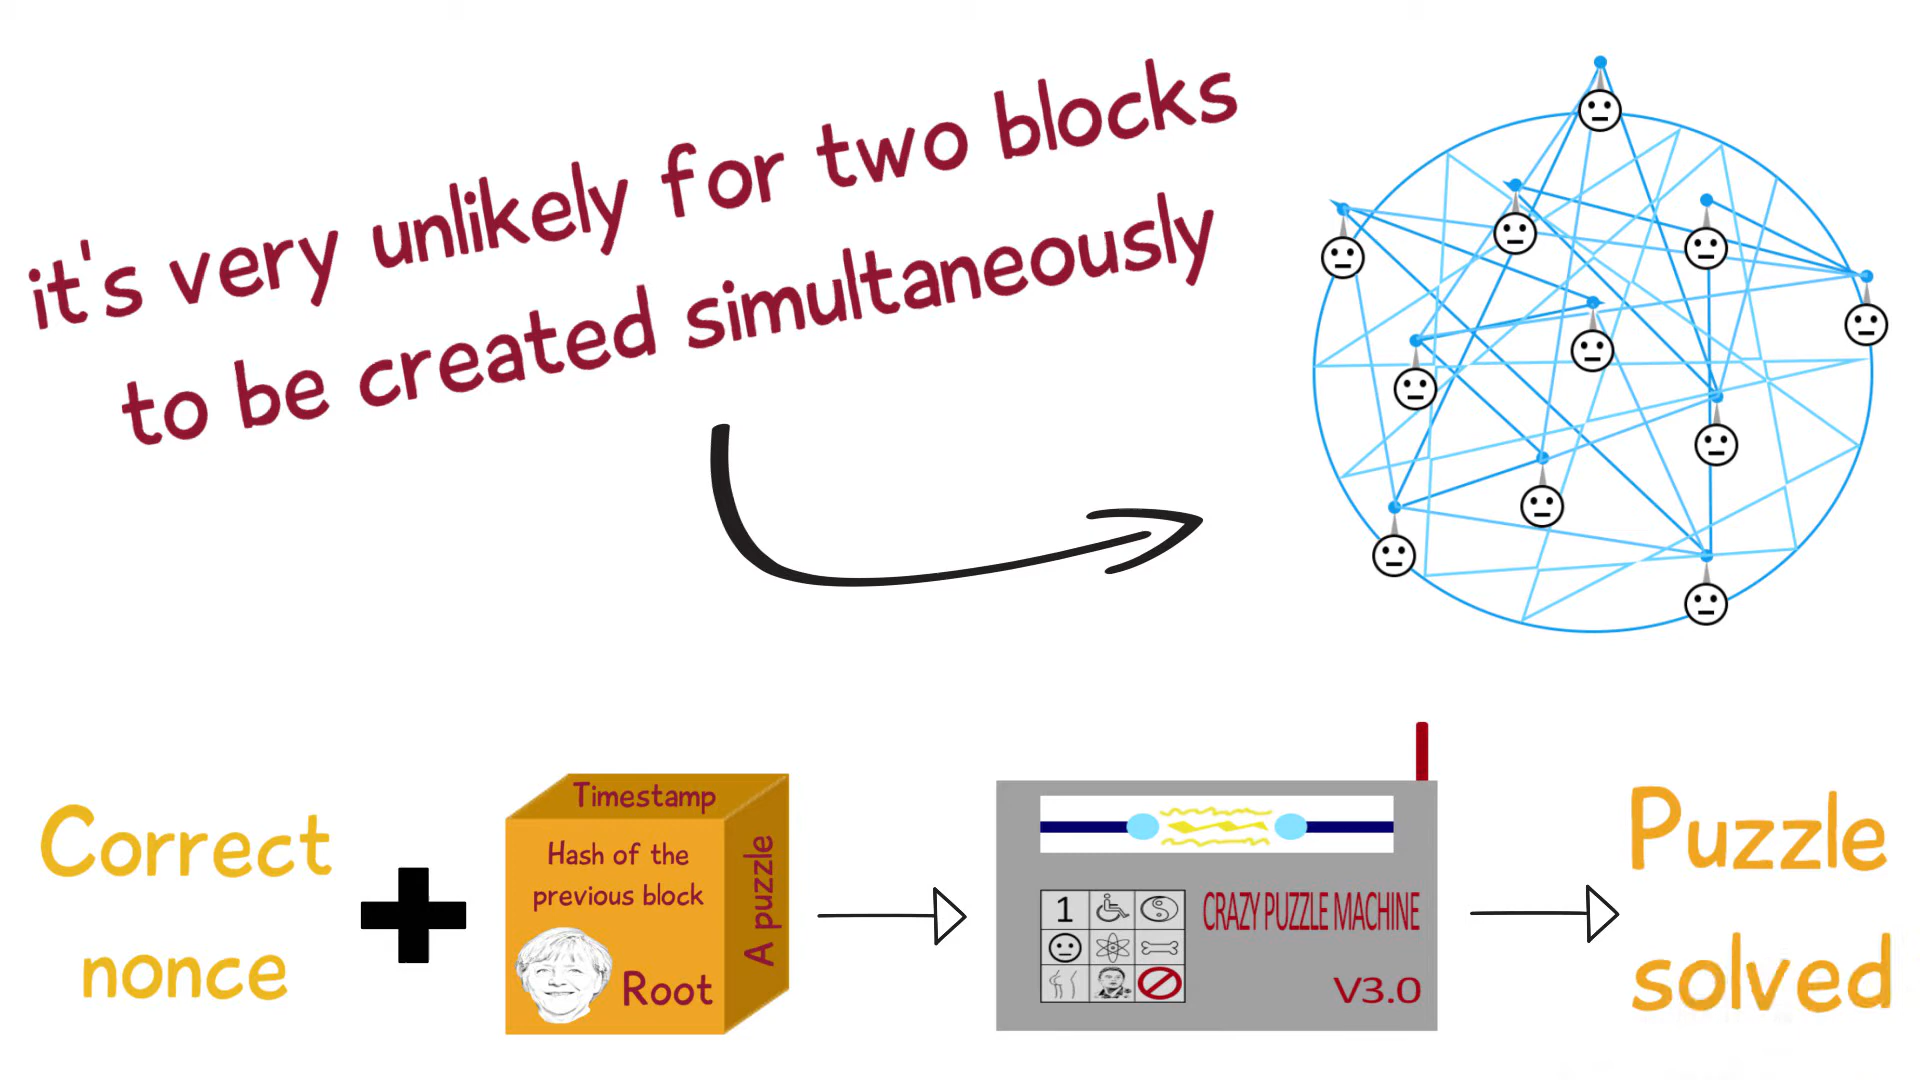 it's very unlikely for two blocks
to be created simultaneously
Correct
nonce
Timestamp
Hash of the
previous block
Root
A puzzle
1
CRAZY PUZZLE MACHINE
V3.0
Puzzle
solved